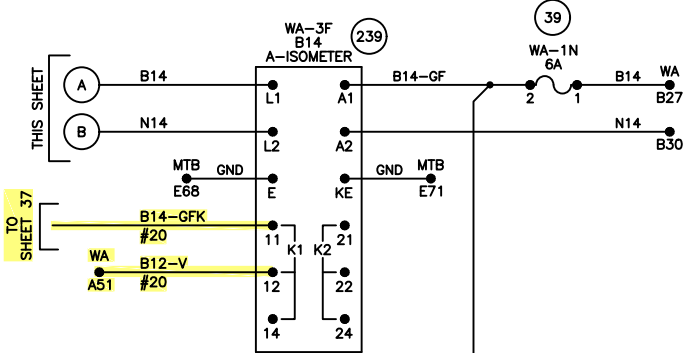 39
WA-3F
B14
A-ISOMETER
239
WA-1N
6A
THIS SHEET
A
B14
L1
A1
B14-GF
2
1
B14
WA
B27
B
N14
L2
A2
N14
B30
MTB
GND
E68
E
KE
GND
MTB
E71
TO
SHEET 37
B14-GFK
#20
11
K1
K2
21
WA
A51
B12-V
#20
12
22
14
24